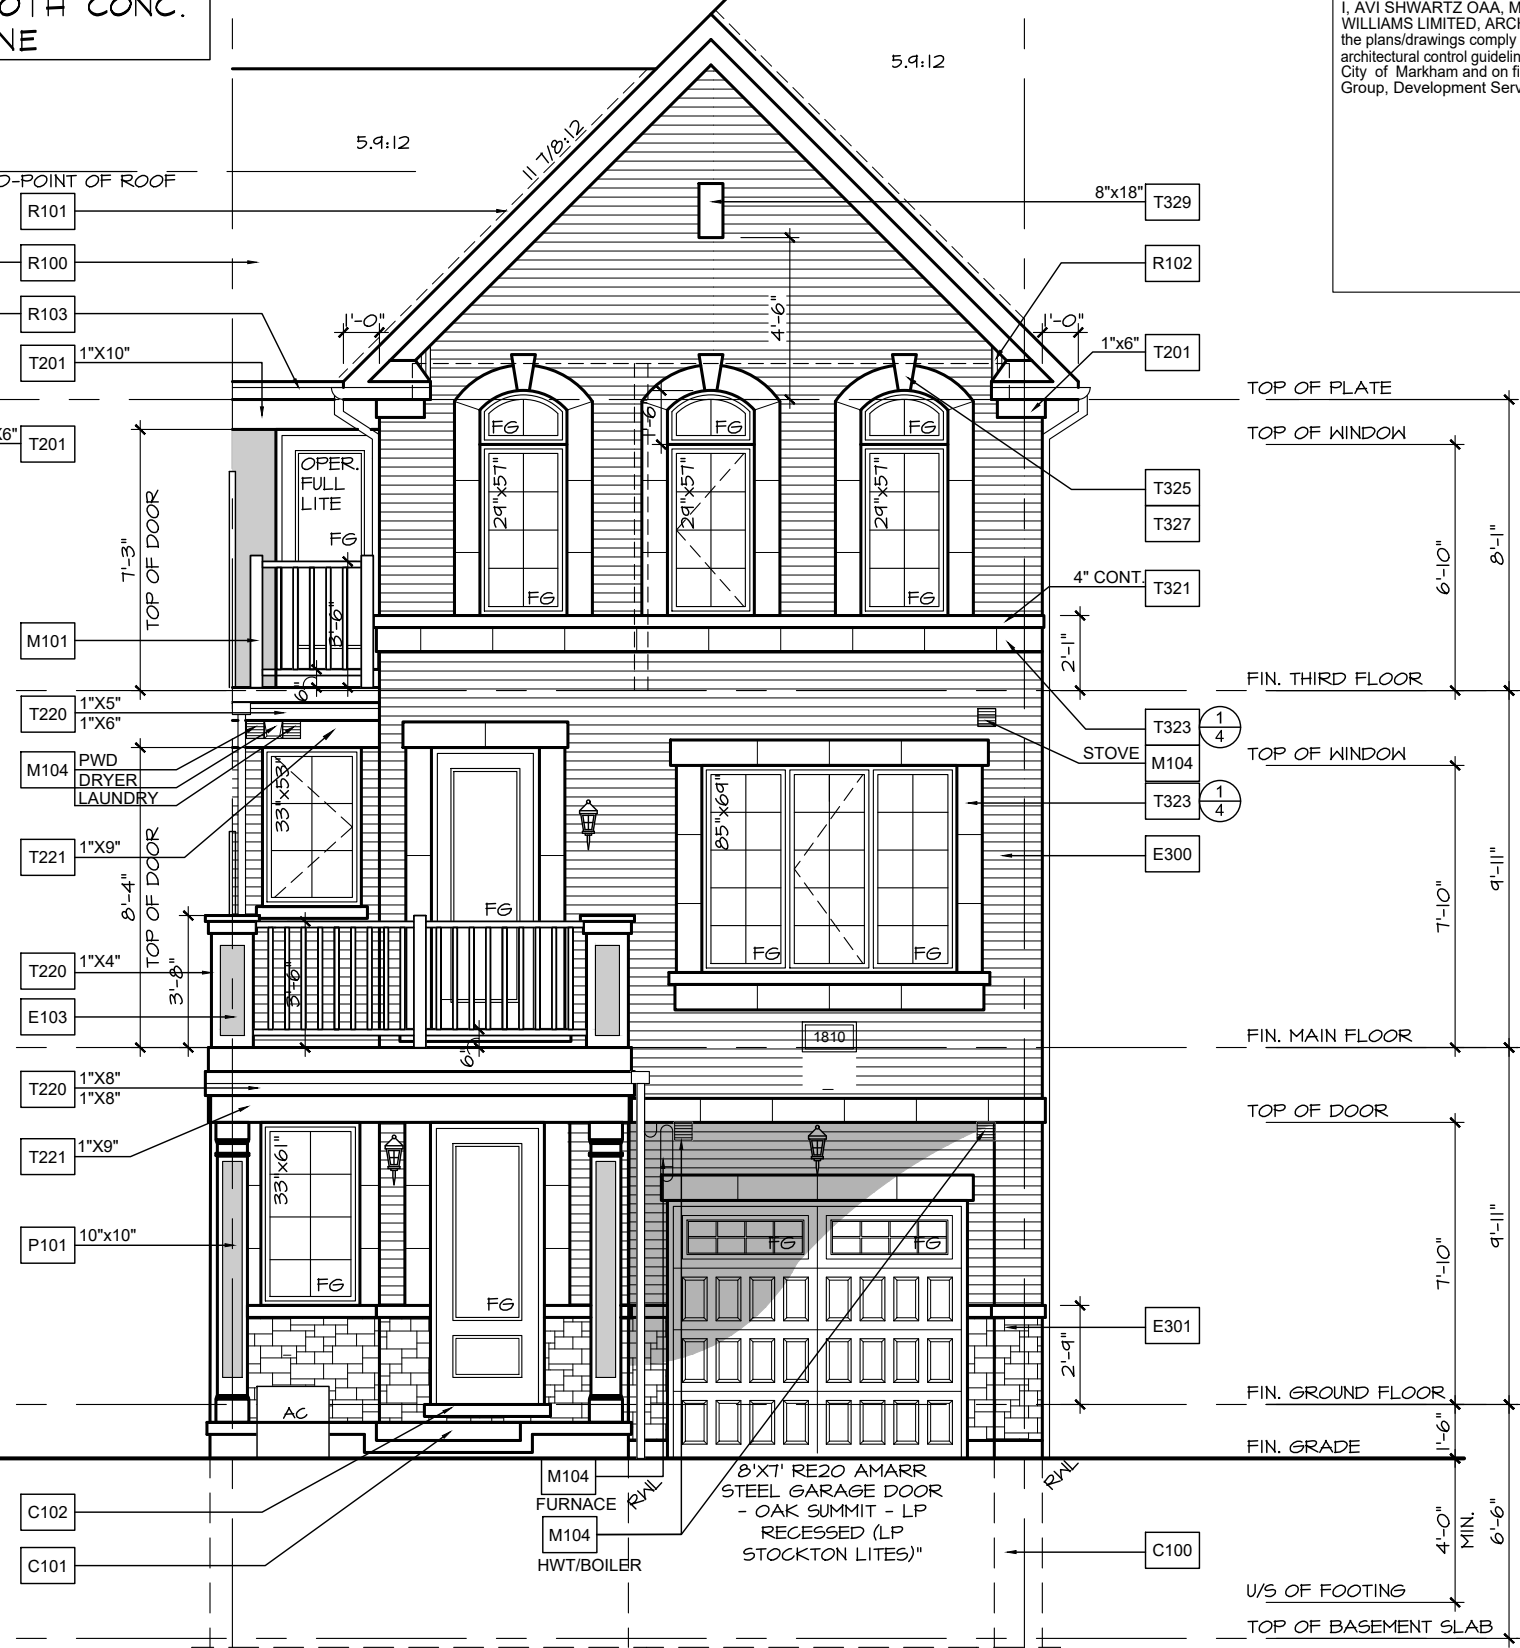 OTH CONC.
NE
I, AVI SHWARTZ OAA, M
WILLIAMS LIMITED, ARCH
the plans/drawings comply
architectural control guidelin
City of Markham and on fi
Group, Development Serv
5.9:12
5.9:12
11 7/8:12
D-POINT OF ROOF
R101
R100
R103
T201 1"X10"
X6" T201
8"x18" T329
R102
1"x6" T201
1'-0"
1'-0"
4'-6"
TOP OF PLATE
TOP OF WINDOW
FG
FG
FG
OPER.
FULL
LITE
FG
29"x57"
29"x57"
29"x57"
FG
FG
T325
T327
4" CONT. T321
7'-3"
TOP OF DOOR
3'-6"
6"
2'-1"
6'-10"
8'-1"
M101
FIN. THIRD FLOOR
T220 1"X5"
1"X6"
M104 PWD
DRYER
LAUNDRY
T221 1"X9"
T323 1
4
STOVE M104
T323 1
4
TOP OF WINDOW
33"x53"
85"x69"
E300
8'-4"
TOP OF DOOR
FG
FG
FG
T220 1"X4"
3'-8"
3'-6"
E103
6"
7'-10"
9'-11"
1810
FIN. MAIN FLOOR
T220 1"X8"
1"X8"
T221 1"X9"
TOP OF DOOR
33"x61"
P101 10"x10"
FG
FG
FG
FG
7'-10"
9'-11"
E301
2'-9"
FIN. GROUND FLOOR
AC
1'-6"
FIN. GRADE
M104
FURNACE
RWL
M104
HWT/BOILER
8'X7' RE20 AMARR
STEEL GARAGE DOOR
- OAK SUMMIT - LP
RECESSED (LP
STOCKTON LITES)"
RWL
C102
C101
C100
4'-0"
MIN.
6'-6"
U/S OF FOOTING
TOP OF BASEMENT SLAB